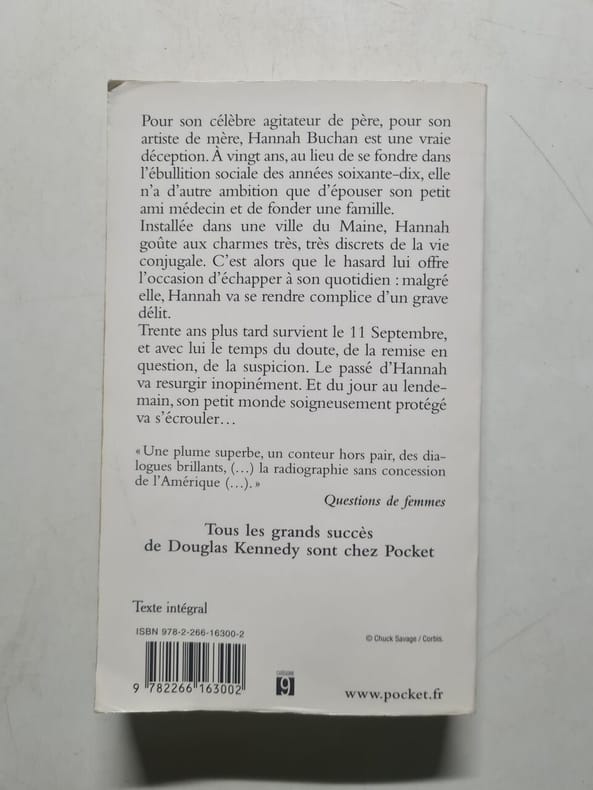 Pour son célèbre agitateur de père, pour son
artiste de mère, Hannah Buchan est une vraie
déception. À vingt ans, au lieu de se fondre dans
l'ébullition sociale des années soixante-dix, elle
n'a d'autre ambition que d'épouser son petit
ami médecin et de fonder une famille.
Installée dans une ville du Maine, Hannah
goûte aux charmes très, très discrets de la vie
conjugale. C'est alors que le hasard lui offre
l'occasion d'échapper à son quotidien : malgré
elle, Hannah va se rendre complice d'un grave
délit.
Trente ans plus tard survient le 11 Septembre,
et avec lui le temps du doute, de la remise en
question, de la suspicion. Le passé d'Hannah
va resurgir inopinément. Et du jour au lende-
main, son petit monde soigneusement protégé
va s'écrouler…
« Une plume superbe, un conteur hors pair, des dia-
logues brillants, (…) la radiographie sans concession
de l'Amérique (…). »
Questions de femmes
Tous les grands succès
de Douglas Kennedy sont chez Pocket
Texte intégral
ISBN 978-2-266-16300-2
9 782266 163002
9
© Chuck Savage / Corbis.
www.pocket.fr